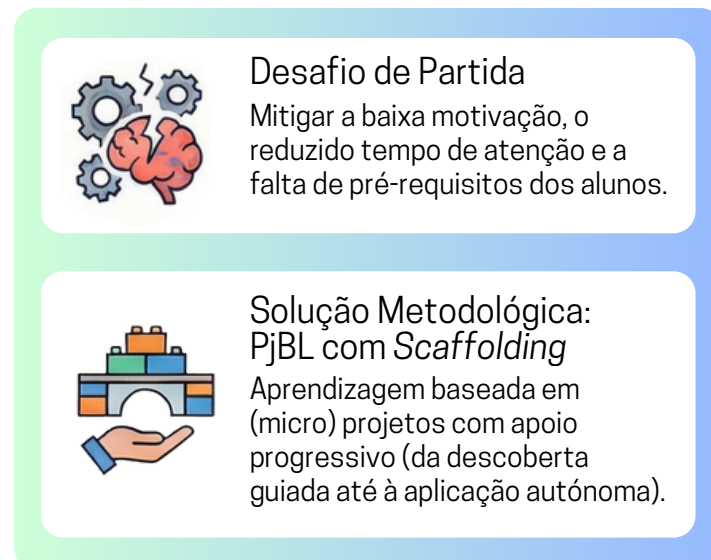 Desafio de Partida
Mitigar a baixa motivação, o
reduzido tempo de atenção e a
falta de pré-requisitos dos alunos.
Solução Metodológica:
PjBL com Scaffolding
Aprendizagem baseada em
(micro) projetos com apoio
progressivo (da descoberta
guiada até à aplicação autónoma).